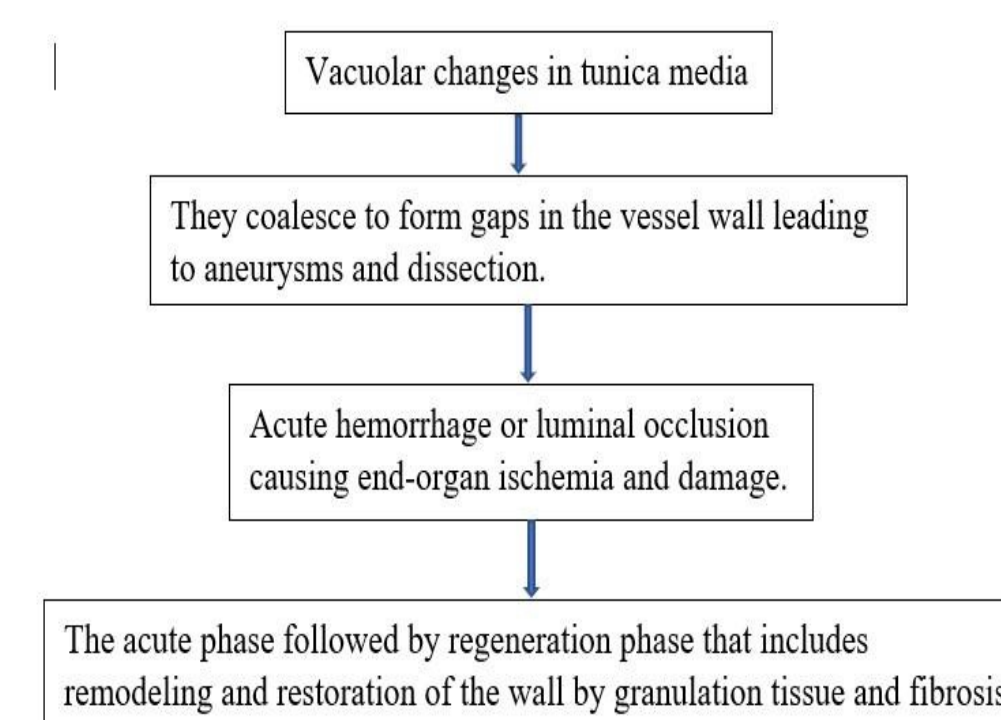 Vacuolar changes in tunica media
They coalesce to form gaps in the vessel wall leading
to aneurysms and dissection.
Acute hemorrhage or luminal occlusion
causing end-organ ischemia and damage.
The acute phase followed by regeneration phase that includes
remodeling and restoration of the wall by granulation tissue and fibrosis